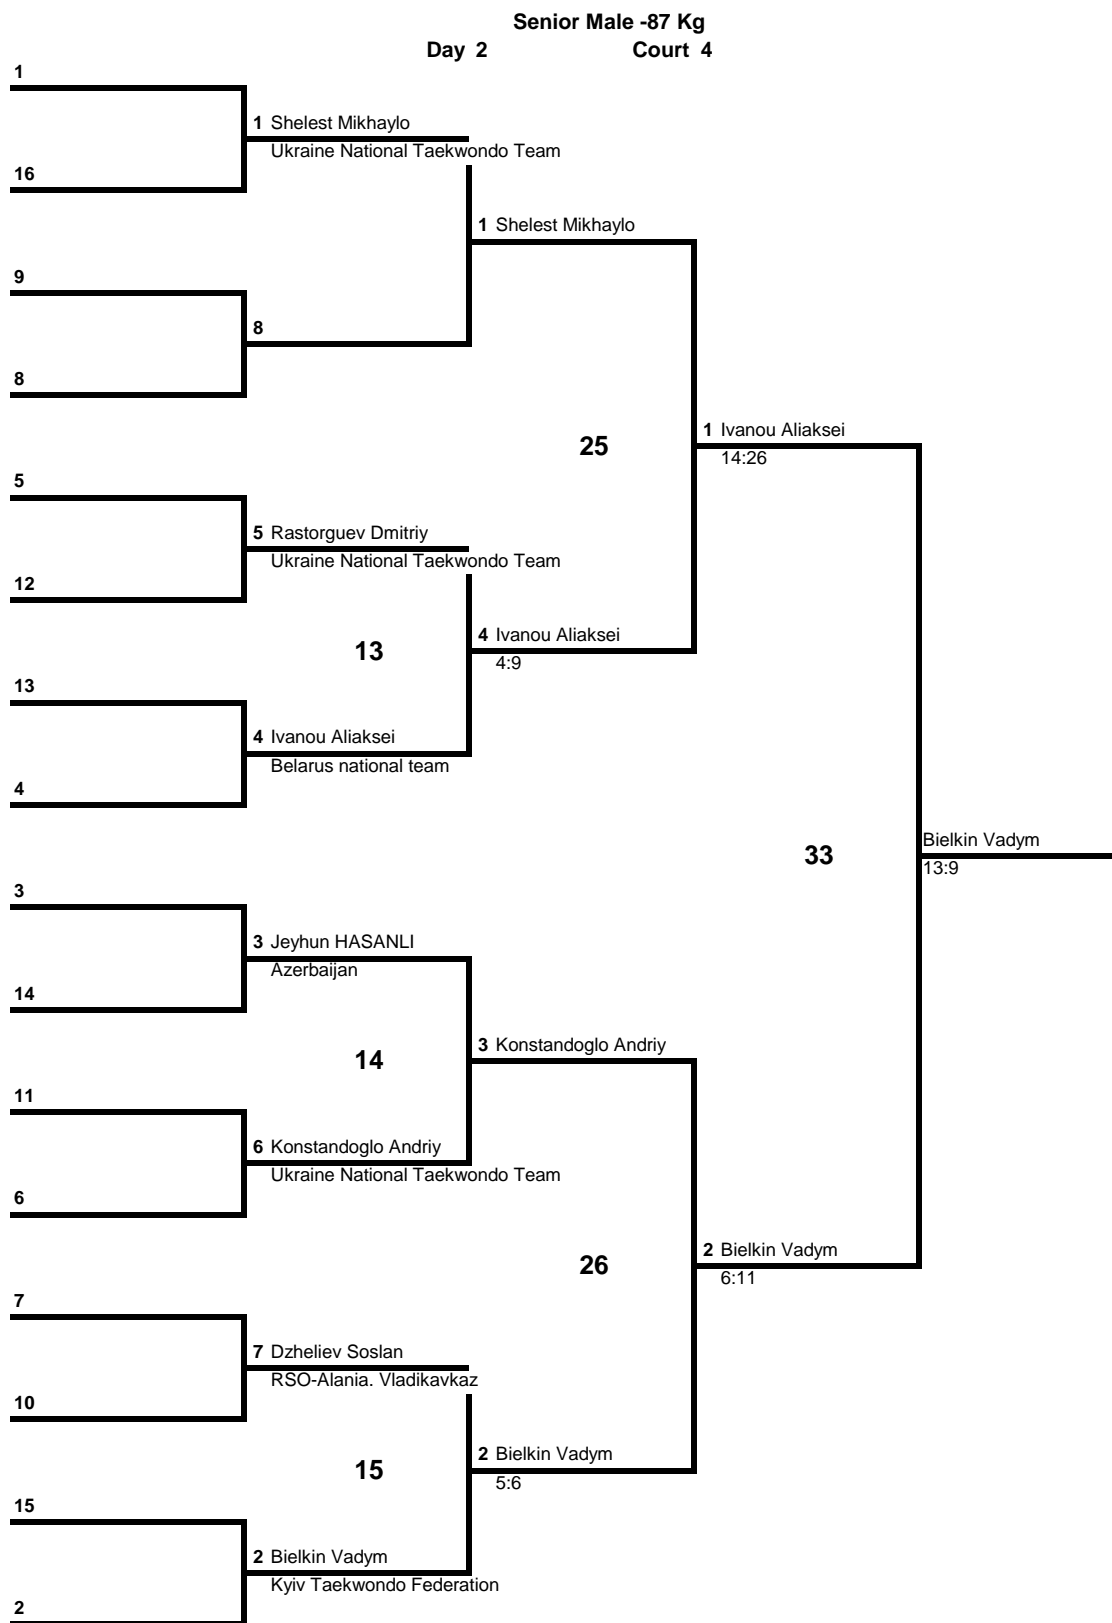 Senior Male -87 Kg
Day 2 Court 4
1
1 Shelest Mikhaylo
Ukraine National Taekwondo Team
16
1 Shelest Mikhaylo
9
8
8
1 Ivanou Aliaksei
25
14:26
5
5 Rastorguev Dmitriy
Ukraine National Taekwondo Team
12
4 Ivanou Aliaksei
13
4:9
13
4 Ivanou Aliaksei
Belarus national team
4
Bielkin Vadym
33
13:9
3
3 Jeyhun HASANLI
Azerbaijan
14
3 Konstandoglo Andriy
14
11
6 Konstandoglo Andriy
Ukraine National Taekwondo Team
6
2 Bielkin Vadym
26
6:11
7
7 Dzheliev Soslan
RSO-Alania. Vladikavkaz
10
2 Bielkin Vadym
15
5:6
15
2 Bielkin Vadym
Kyiv Taekwondo Federation
2